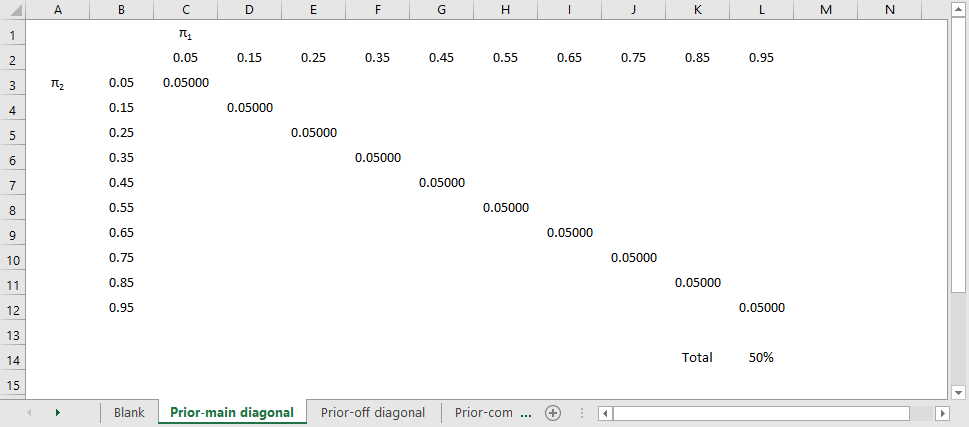 A B C D E F G H I J K L M N
1 π₁
2 0.05 0.15 0.25 0.35 0.45 0.55 0.65 0.75 0.85 0.95
3 π₂ 0.05 0.05000
4 0.15 0.05000
5 0.25 0.05000
6 0.35 0.05000
7 0.45 0.05000
8 0.55 0.05000
9 0.65 0.05000
10 0.75 0.05000
11 0.85 0.05000
12 0.95 0.05000
13
14 Total 50%
15
Blank Prior-main diagonal Prior-off diagonal Prior-com ...